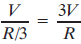 V/(R/3) = 3V/R